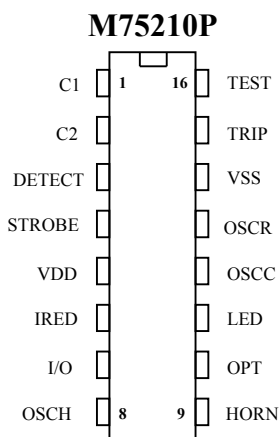 M75210P
C1 1 16 TEST
C2 TRIP
DETECT VSS
STROBE OSCR
VDD OSCC
IRED LED
I/O OPT
OSCH 8 9 HORN